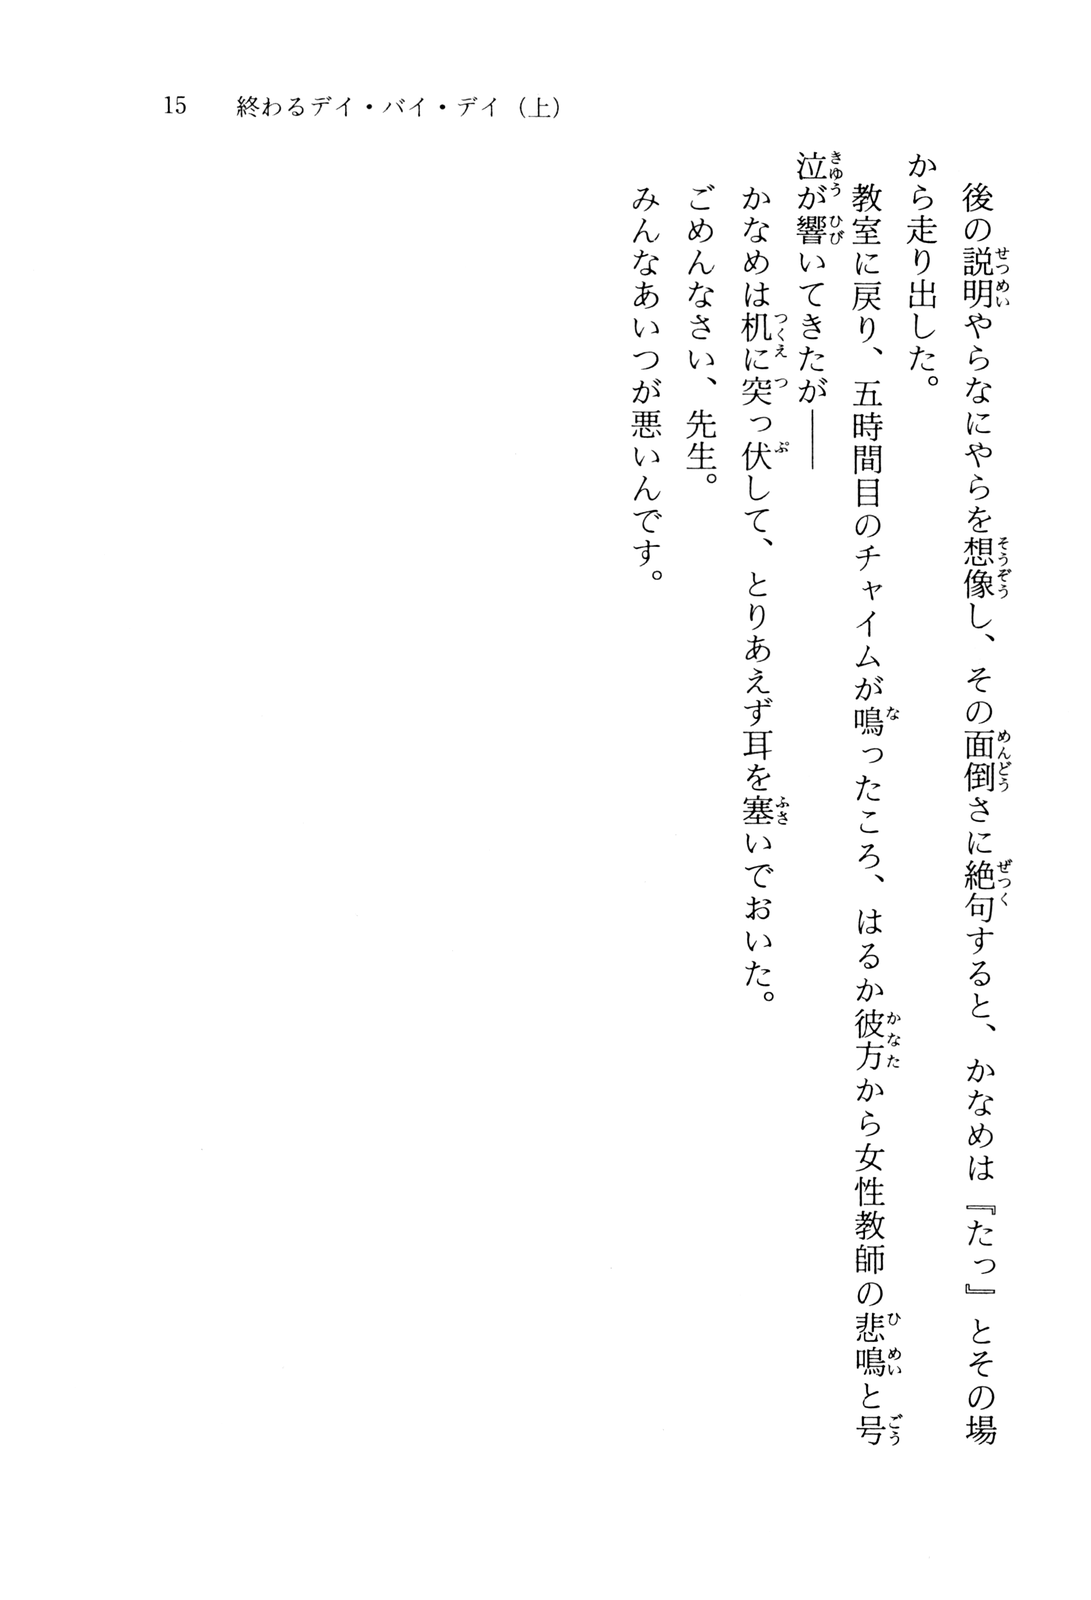 15 終わるデイ・バイ・デイ（上）
後の説明やらなにやらを想像し、その面倒さに絶句すると、かなめは『たっ』とその場
から走り出した。
教室に戻り、五時間目のチャイムが鳴ったころ、はるか彼方から女性教師の悲鳴と号
泣が響いてきたが――
かなめは机に突っ伏して、とりあえず耳を塞いでおいた。
ごめんなさい、先生。
みんなあいつが悪いんです。